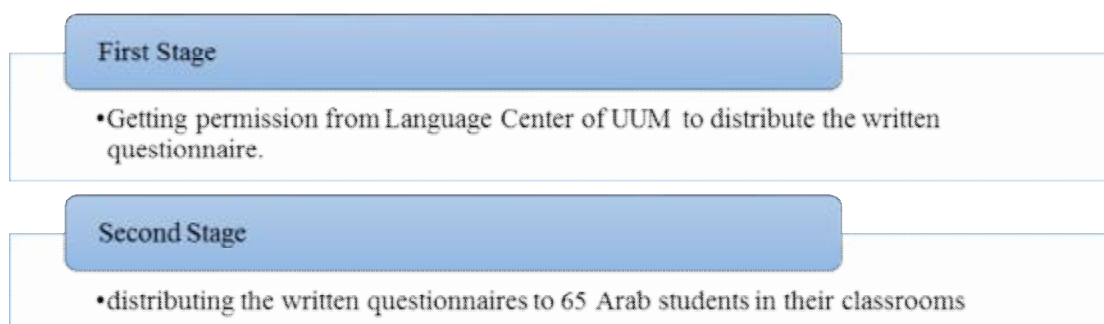 First Stage
•Getting permission from Language Center of UUM to distribute the written
questionnaire.
Second Stage
•distributing the written questionnaires to 65 Arab students in their classrooms